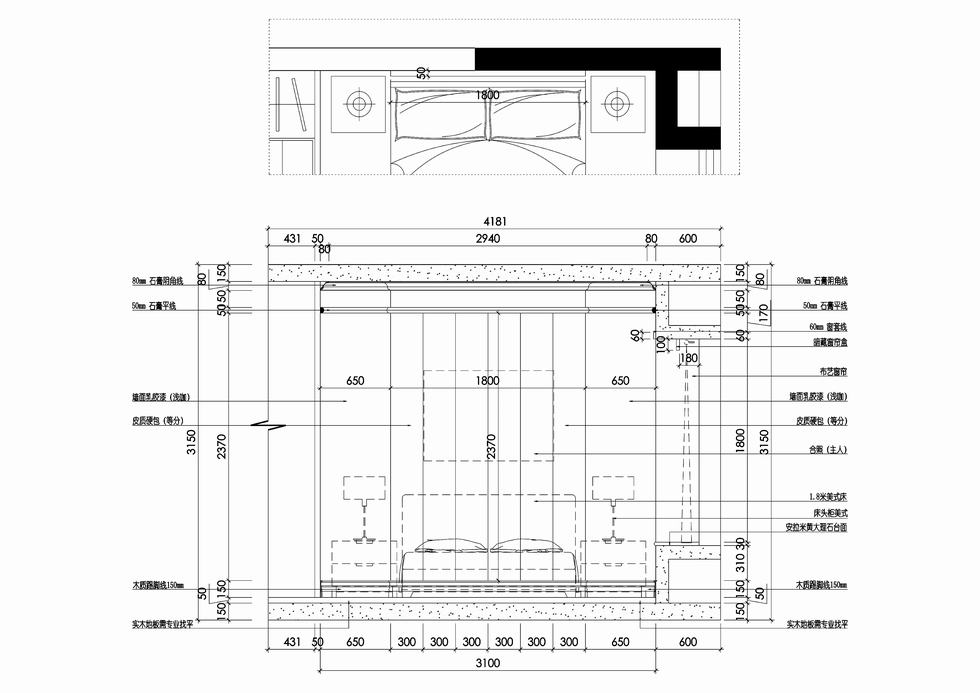 50
1800
4181
431 50 2940 80 600
80
150 80 150 80
80mm 石膏阴角线 80mm 石膏阴角线
150 50 50 150
50mm 石膏平线 50mm 石膏平线
170
60mm 窗套线
60 60
100
暗藏窗帘盒
180
布艺窗帘
650 1800 650
墙面乳胶漆（浅咖） 墙面乳胶漆（浅咖）
皮质硬包（等分） 皮质硬包（等分）
3150 2370 2370 1800 3150
合照（主人）
1.8米美式床
床头柜美式
安拉米黄大理石台面
30
310
木质踢脚线150mm 木质踢脚线150mm
50 150 150 50
150 150
实木地板需专业找平 实木地板需专业找平
431 50 650 300 300 300 300 300 300 650 600
3100